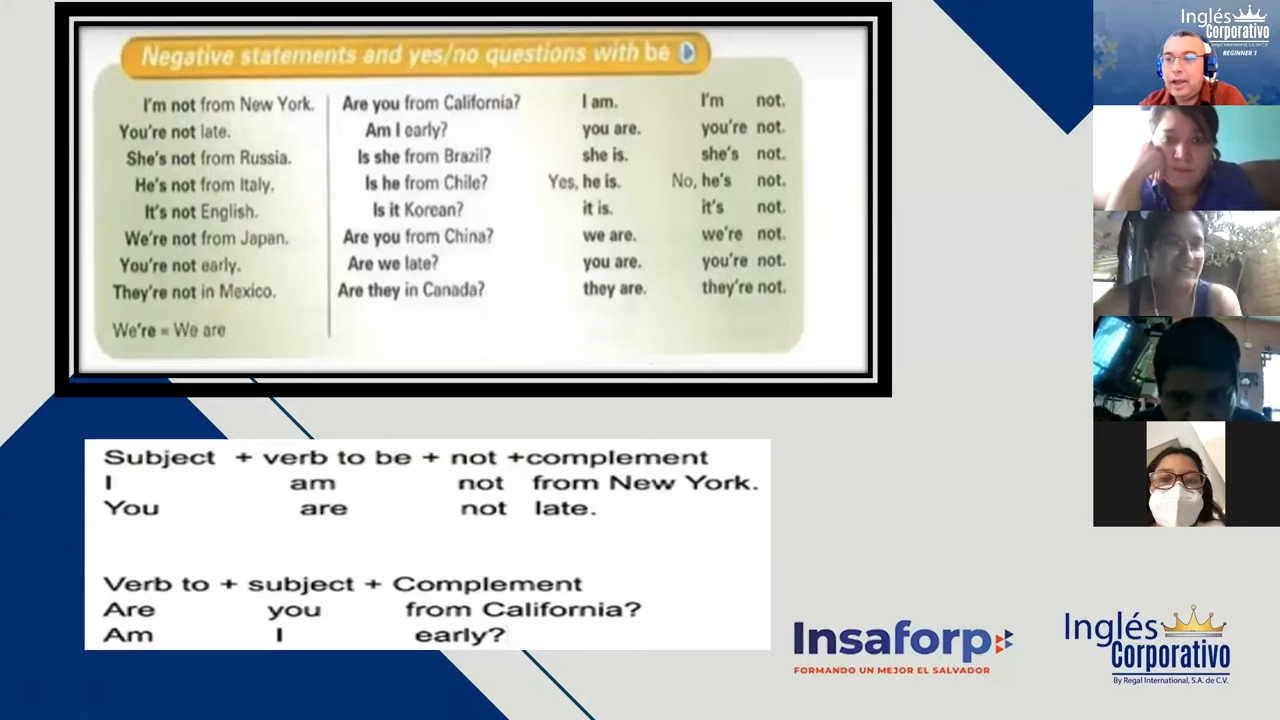 Negative statements and yes/no questions with be
I'm not from New York.
You're not late.
She's not from Russia.
He's not from Italy.
It's not English.
We're not from Japan.
You're not early.
They're not in Mexico.
We're = We are
Are you from California? I am. I'm not.
Am I early? you are. you're not.
Is she from Brazil? she is. she's not.
Is he from Chile? Yes, he is. No, he's not.
Is it Korean? it is. it's not.
Are you from China? we are. we're not.
Are we late? you are. you're not.
Are they in Canada? they are. they're not.
Subject + verb to be + not +complement
I am not from New York.
You are not late.
Verb to + subject + Complement
Are you from California?
Am I early?
Insaforp
FORMANDO UN MEJOR EL SALVADOR
Inglés
Corporativo
By Regal International, S.A. de C.V.
Inglés
Corporativo
By Regal International, S.A. de C.V.
BEGINNER 1